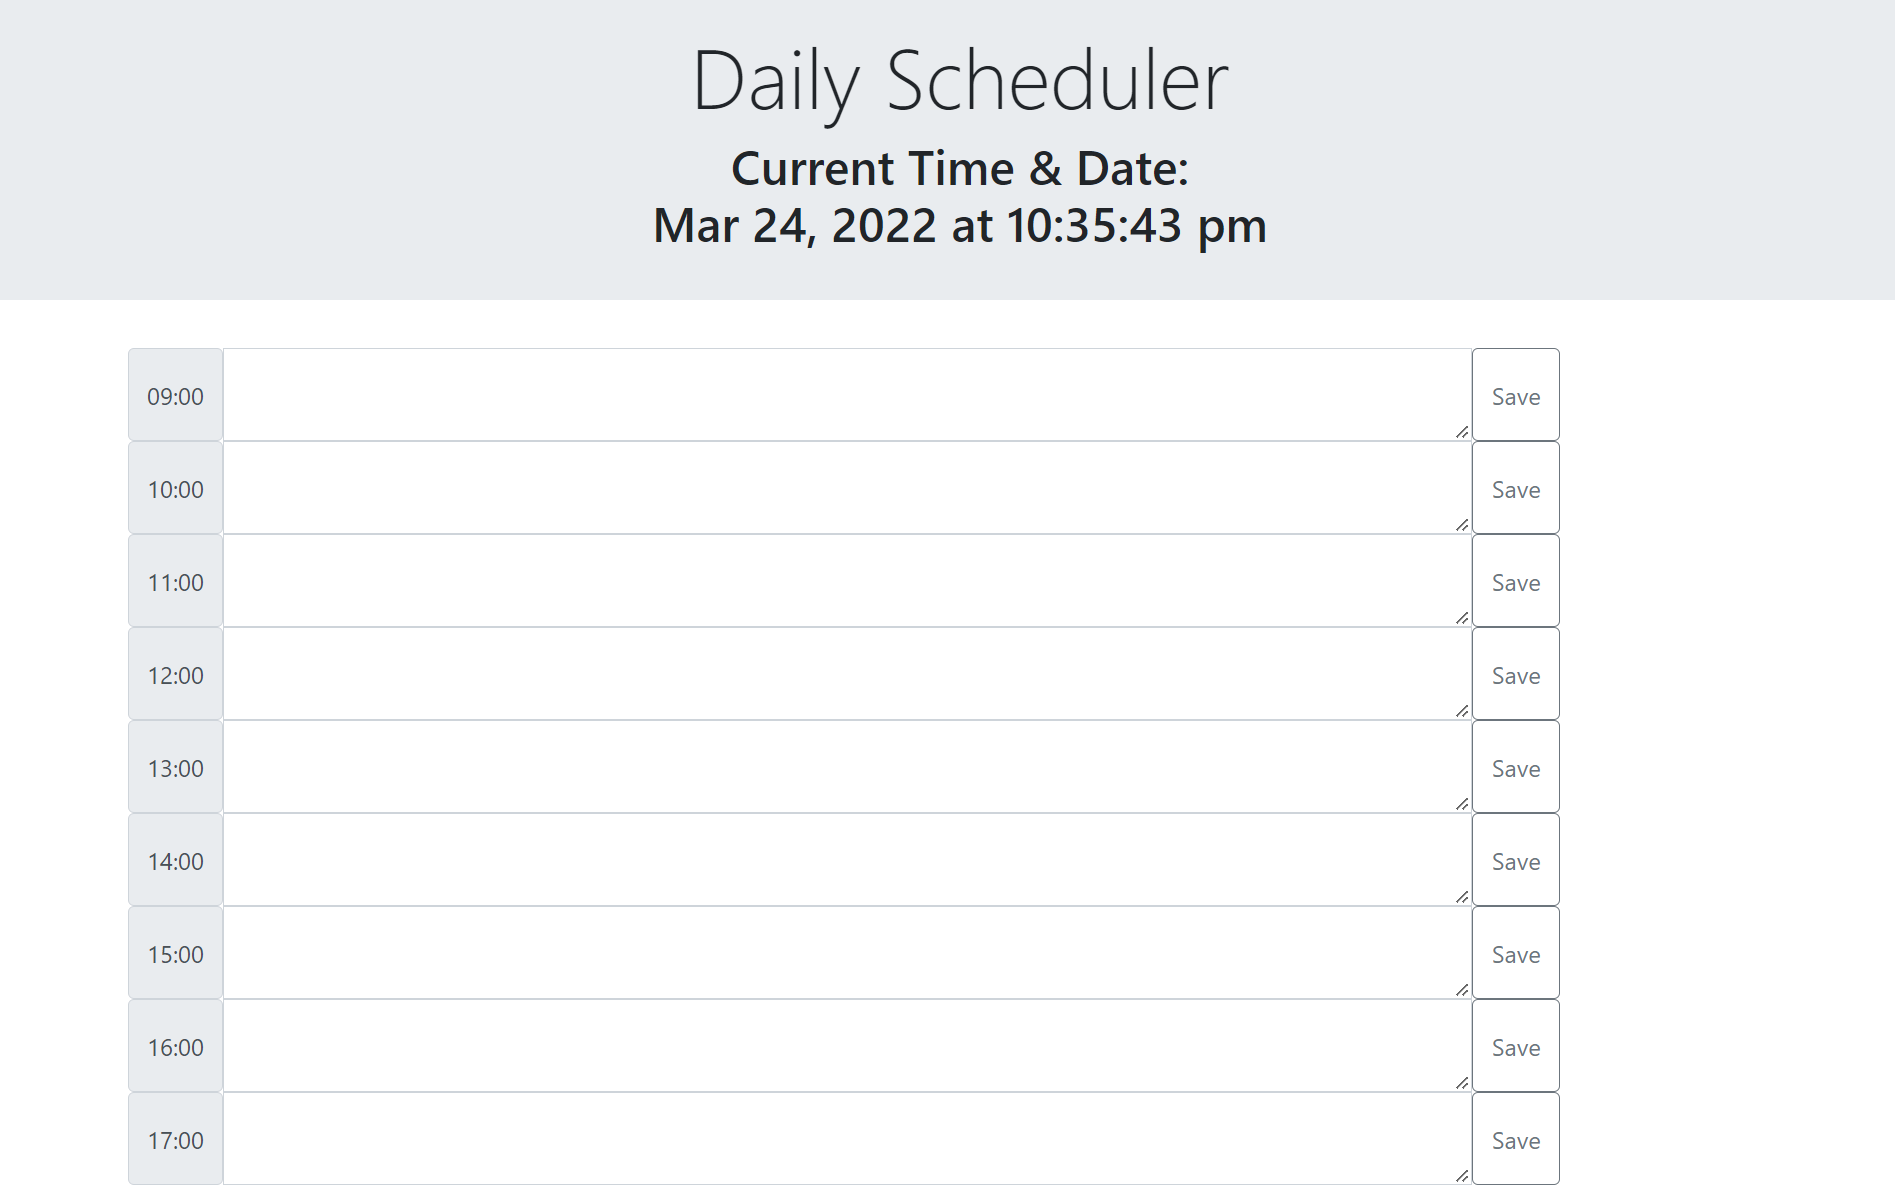 Daily Scheduler
Current Time & Date:
Mar 24, 2022 at 10:35:43 pm
09:00 Save
10:00 Save
11:00 Save
12:00 Save
13:00 Save
14:00 Save
15:00 Save
16:00 Save
17:00 Save